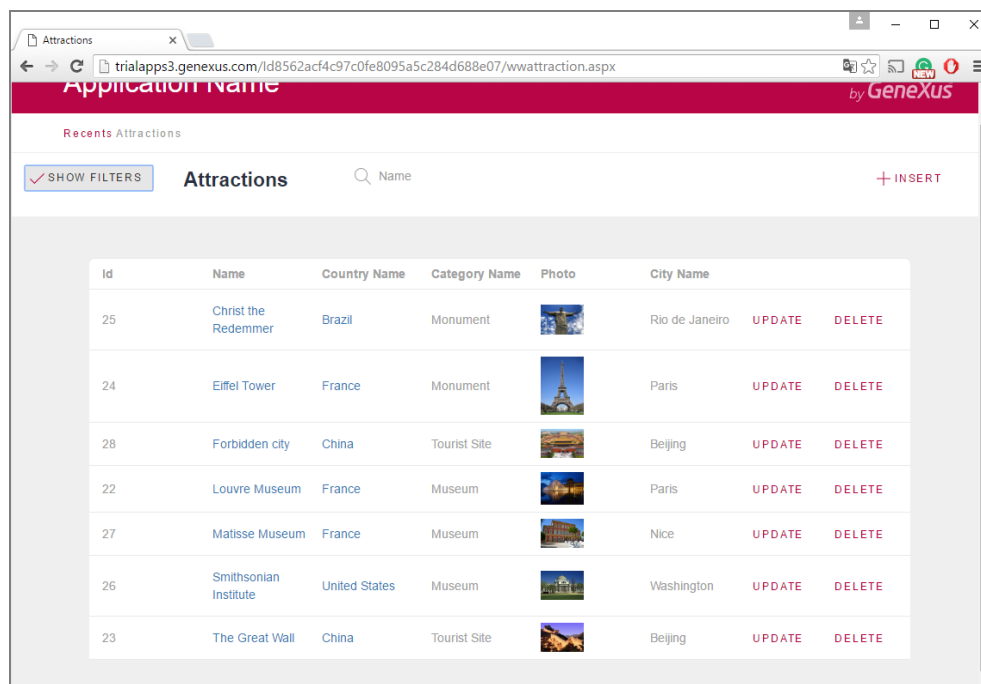 Attractions
trialapps3.genexus.com/Id8562acf4c97c0fe8095a5c284d688e07/wwattraction.aspx
NEW
Application Name
by GeneXus
Recents Attractions
SHOW FILTERS Attractions Name INSERT
Id Name Country Name Category Name Photo City Name
25 Christ the Redemmer Brazil Monument Rio de Janeiro UPDATE DELETE
24 Eiffel Tower France Monument Paris UPDATE DELETE
28 Forbidden city China Tourist Site Beijing UPDATE DELETE
22 Louvre Museum France Museum Paris UPDATE DELETE
27 Matisse Museum France Museum Nice UPDATE DELETE
26 Smithsonian Institute United States Museum Washington UPDATE DELETE
23 The Great Wall China Tourist Site Beijing UPDATE DELETE